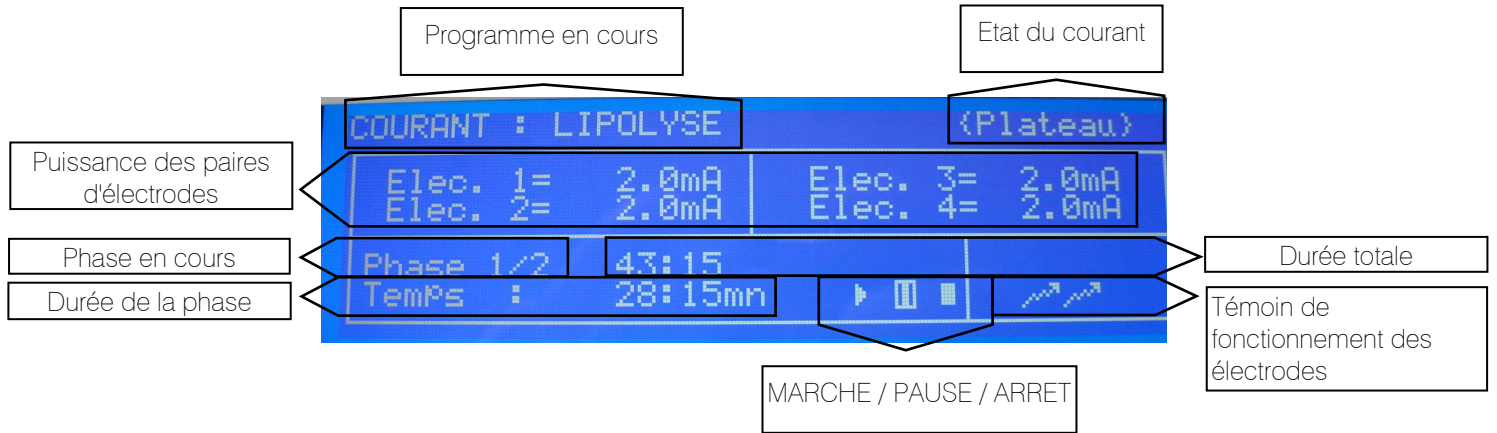 Programme en cours
Etat du courant
COURANT : LIPOLYSE {Plateau}
Puissance des paires
d'électrodes
Elec. 1= 2.0mA Elec. 3= 2.0mA
Elec. 2= 2.0mA Elec. 4= 2.0mA
Phase en cours
Phase 1/2 43:15
Durée totale
Durée de la phase
Temps : 28:15mn
Témoin de
fonctionnement des
électrodes
MARCHE / PAUSE / ARRET